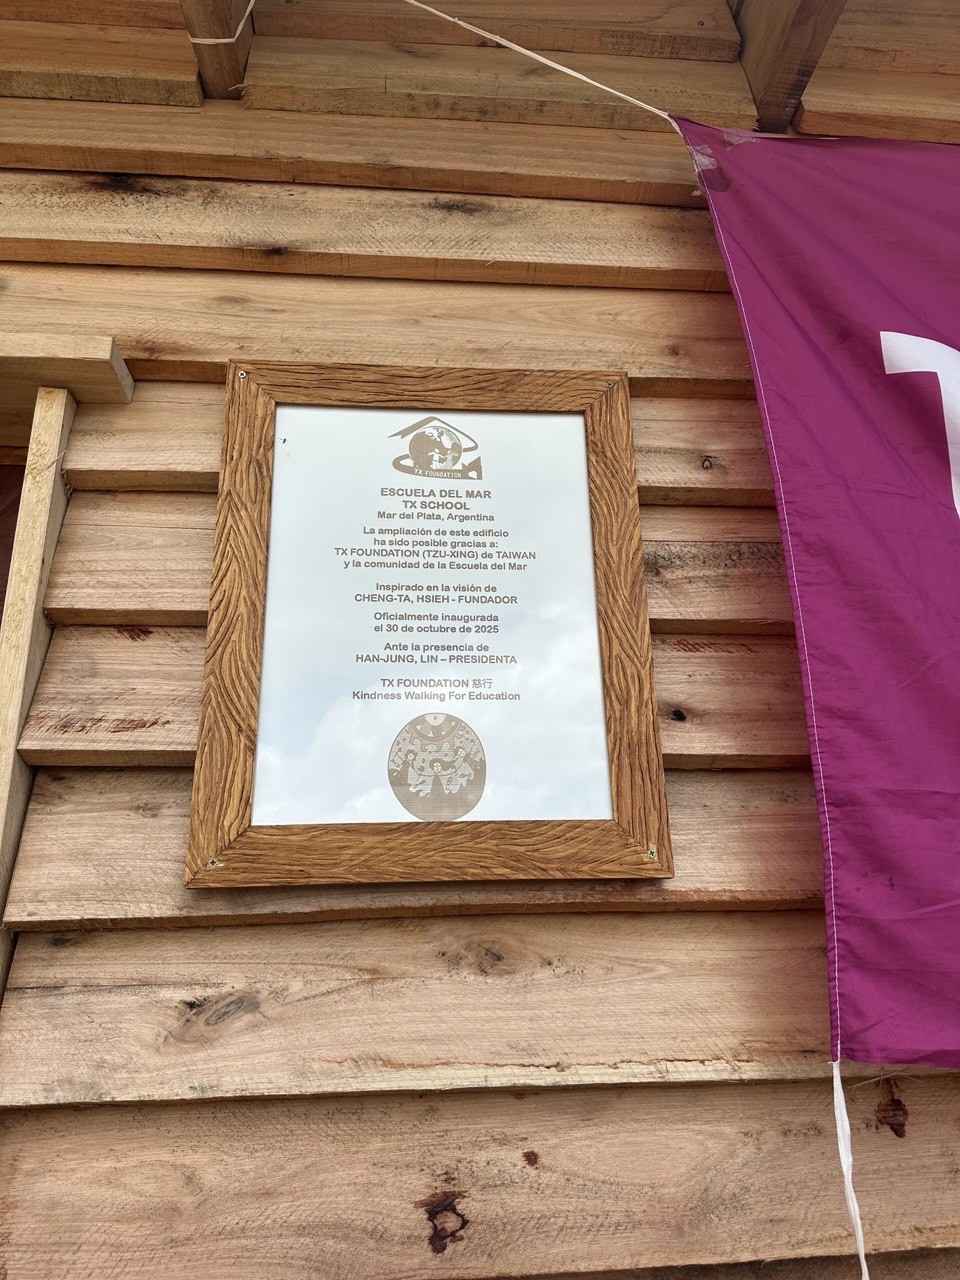 TX FOUNDATION
ESCUELA DEL MAR
TX SCHOOL
Mar del Plata, Argentina
La ampliación de este edificio
ha sido posible gracias a:
TX FOUNDATION (TZU-XING) de TAIWAN
y la comunidad de la Escuela del Mar
Inspirado en la visión de
CHENG-TA, HSIEH - FUNDADOR
Oficialmente inaugurada
el 30 de octubre de 2025
Ante la presencia de
HAN-JUNG, LIN – PRESIDENTA
TX FOUNDATION 慈行
Kindness Walking For Education